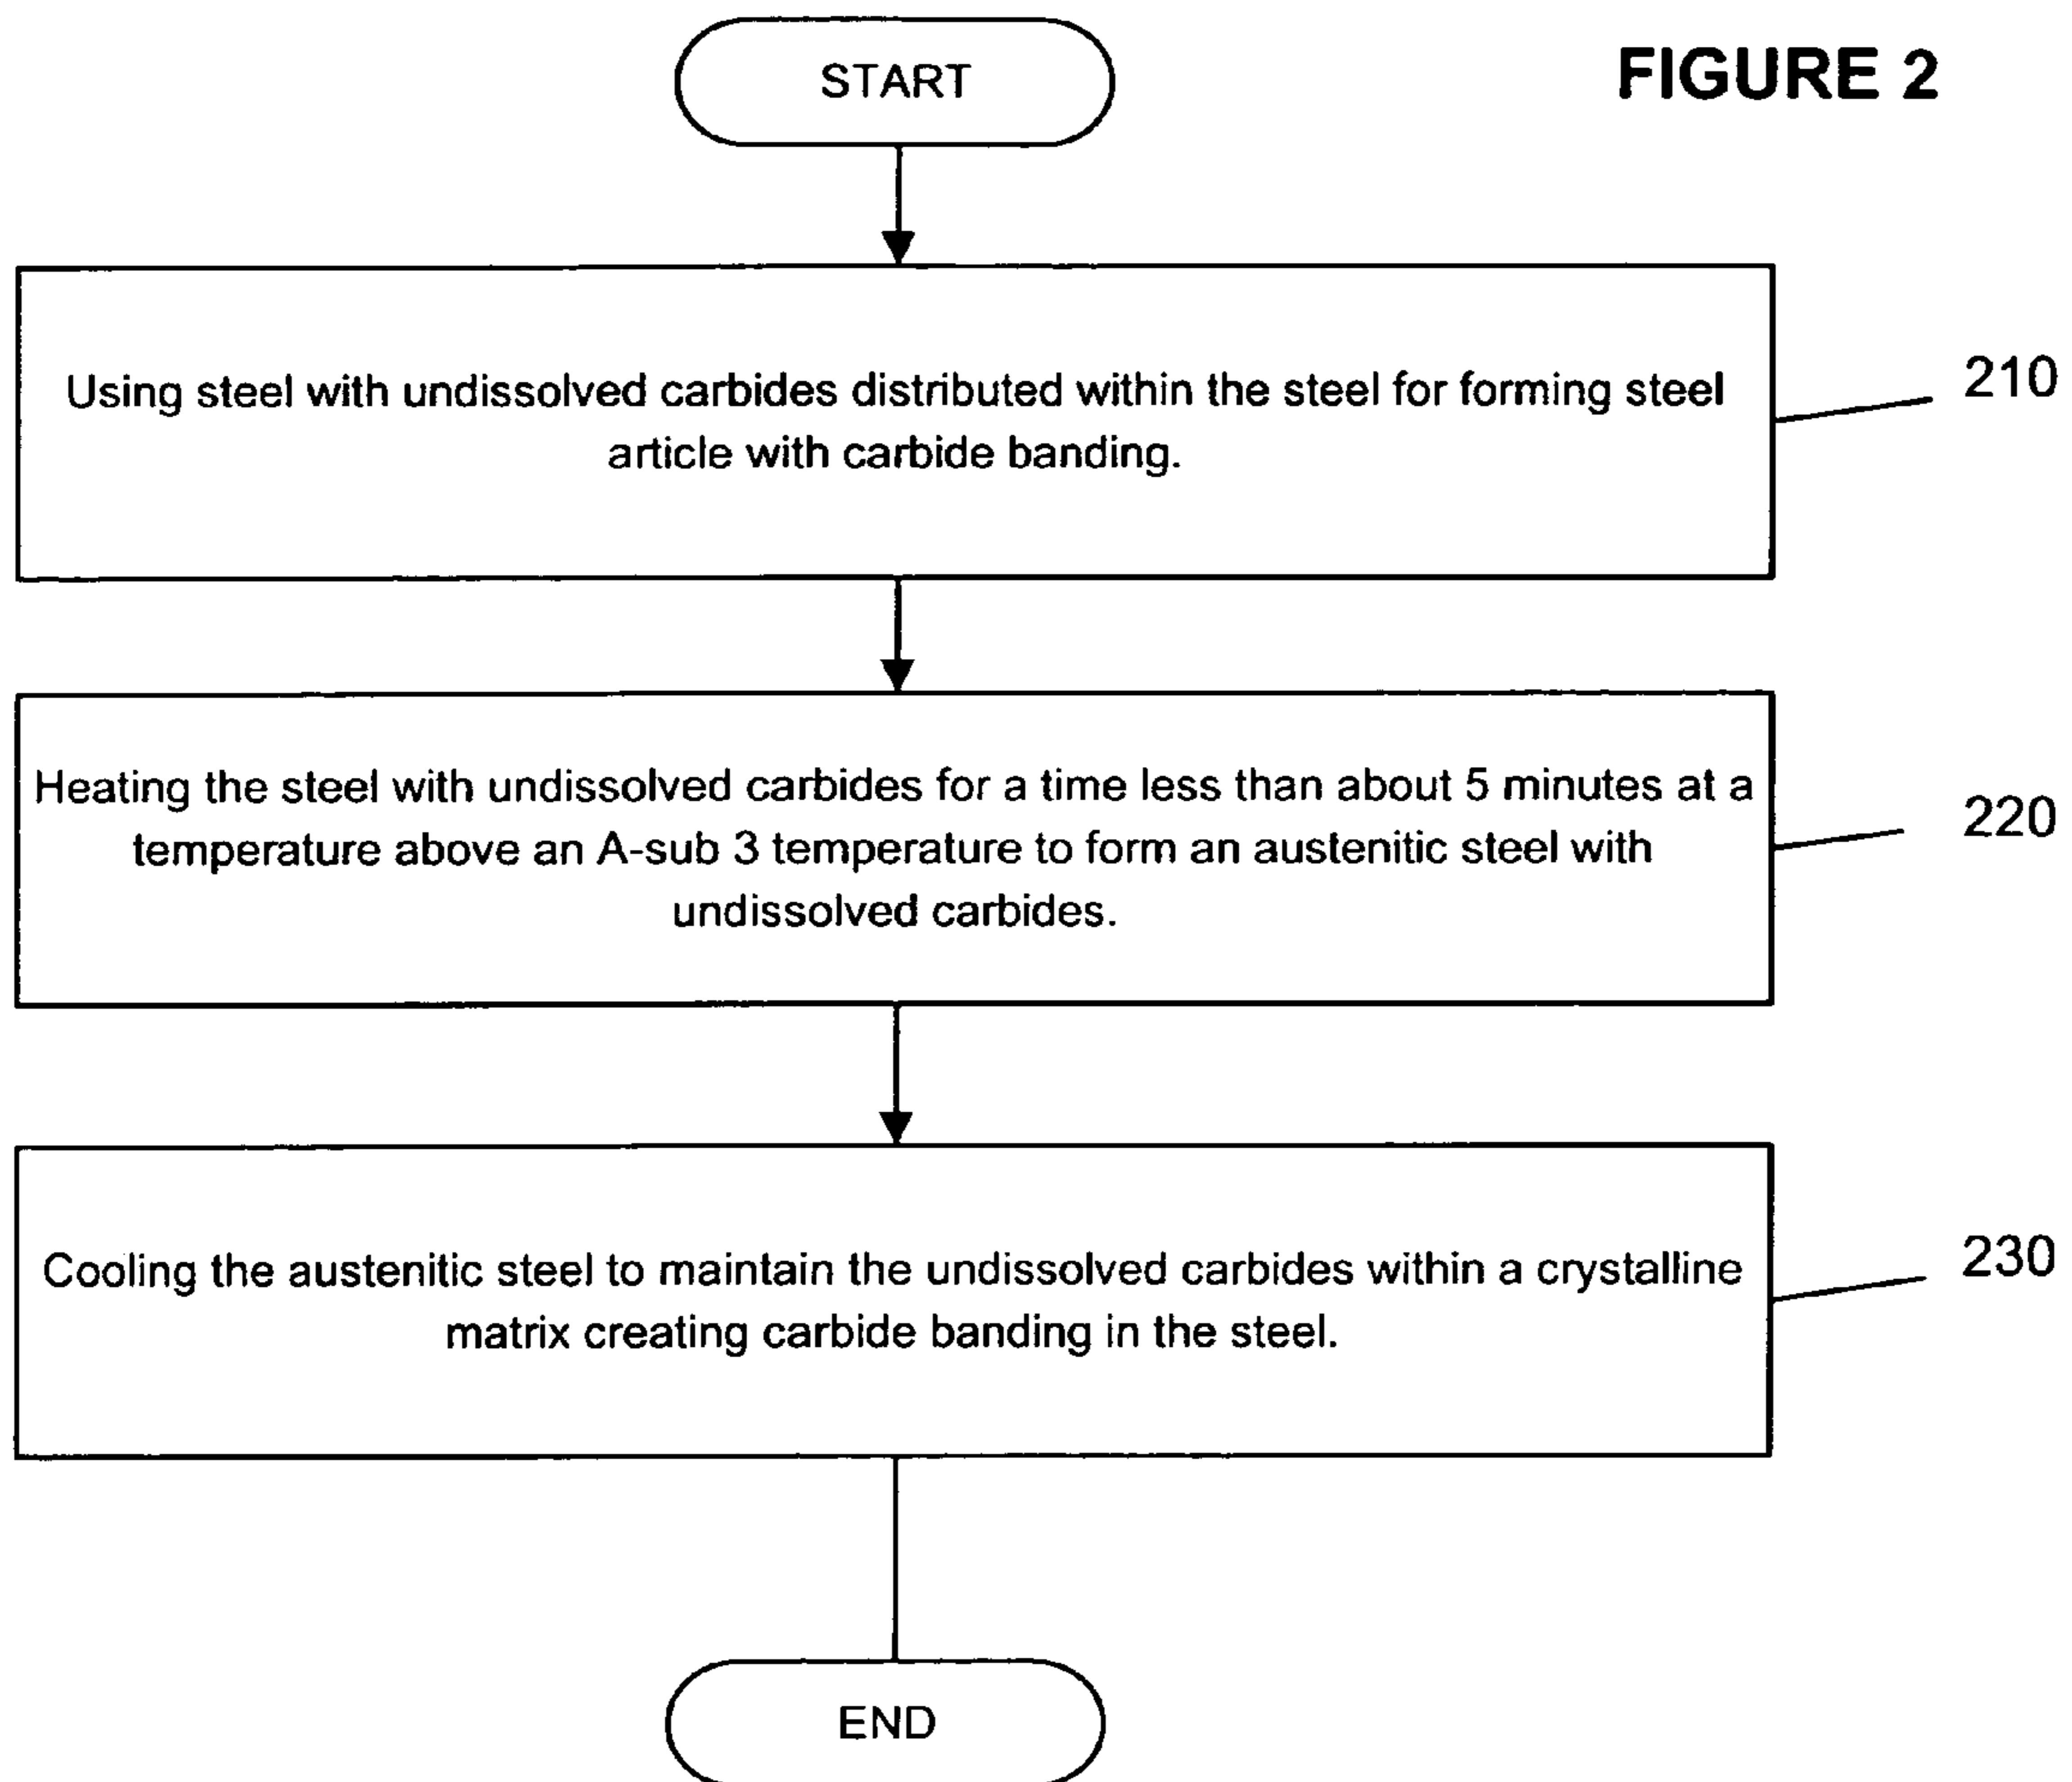 FIGURE 2
START
Using steel with undissolved carbides distributed within the steel for forming steel
article with carbide banding.
210
Heating the steel with undissolved carbides for a time less than about 5 minutes at a
temperature above an A-sub 3 temperature to form an austenitic steel with
undissolved carbides.
220
Cooling the austenitic steel to maintain the undissolved carbides within a crystalline
matrix creating carbide banding in the steel.
230
END